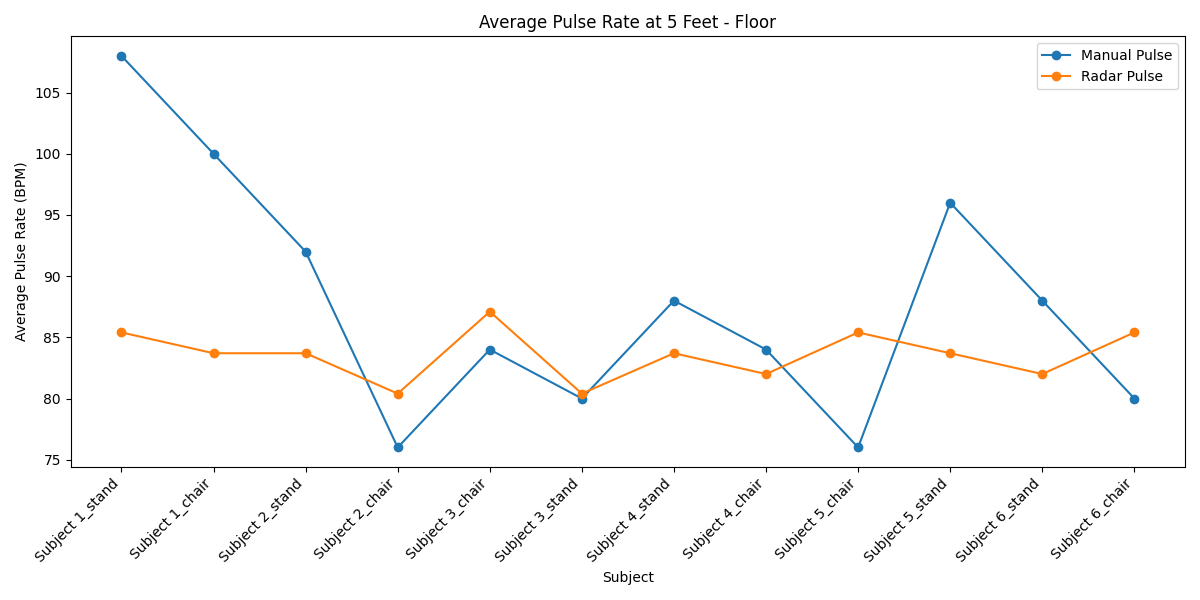 Average Pulse Rate at 5 Feet - Floor
Manual Pulse
Radar Pulse
Average Pulse Rate (BPM)
105
100
95
90
85
80
75
Subject 1_stand
Subject 1_chair
Subject 2_stand
Subject 2_chair
Subject 3_chair
Subject 3_stand
Subject 4_stand
Subject 4_chair
Subject 5_chair
Subject 5_stand
Subject 6_stand
Subject 6_chair
Subject